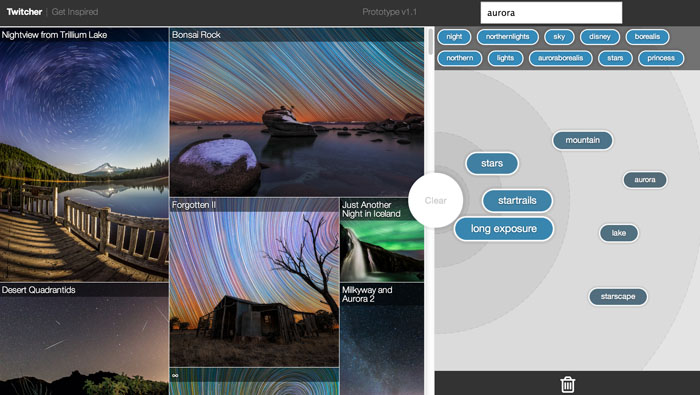 Twitcher | Get Inspired
Prototype v1.1
aurora
Nightview from Trillium Lake
Bonsai Rock
Forgotten II
Just Another
Night in Iceland
Desert Quadrantids
Milkyway and
Aurora 2
∞
Clear
night northernlights sky disney borealis
northern lights auroraborealis stars princess
mountain
stars
aurora
startrails
long exposure
lake
starscape